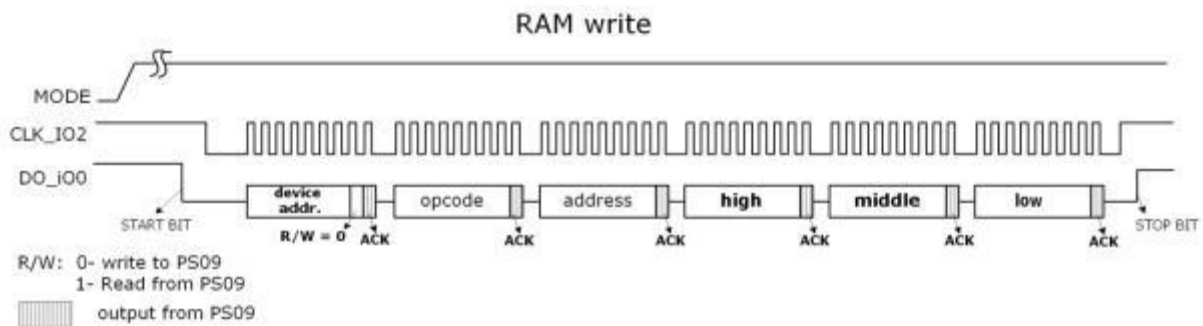 RAM write
MODE
CLK_IO2
DO_iO0
device addr.
opcode
address
high
middle
low
START BIT
R/W = 0
ACK
ACK
ACK
ACK
ACK
ACK
STOP BIT
R/W: 0- write to PS09
1- Read from PS09
output from PS09